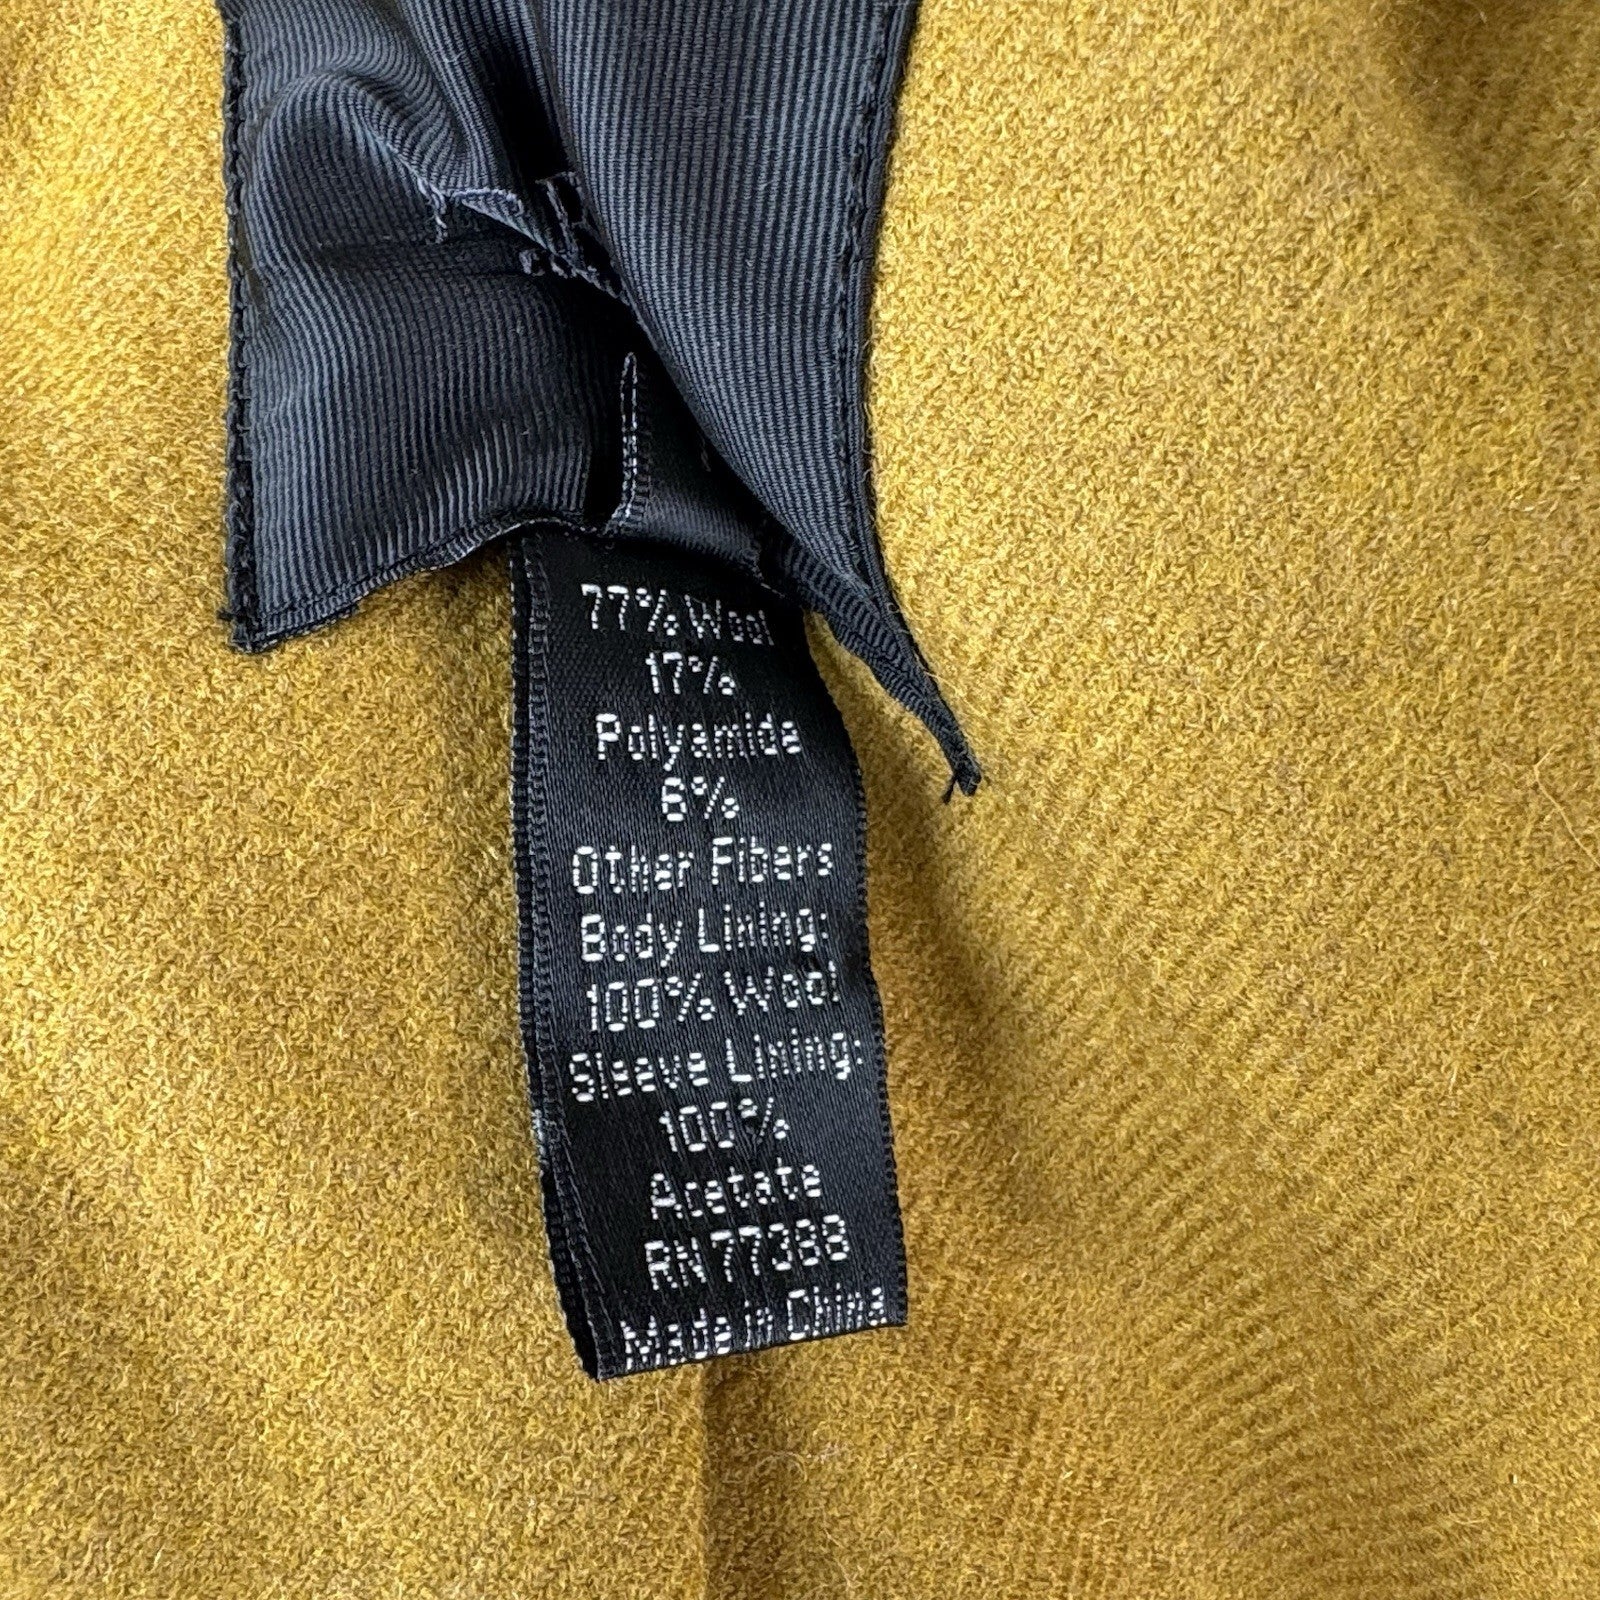 77% Wool
17%
Polyamide
6%
Other Fibers
Body Lining:
100% Wool
Sleeve Lining:
100%
Acetate
RN 77388
Made in China